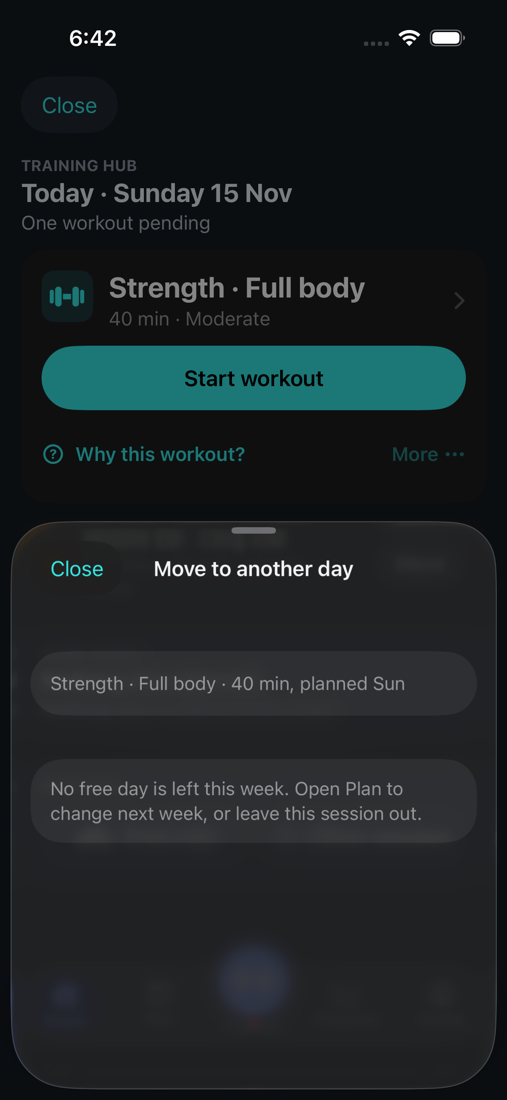 6:42
Close
TRAINING HUB
Today · Sunday 15 Nov
One workout pending
Strength · Full body
40 min · Moderate
Start workout
Why this workout?
More ···
Close
Move to another day
Strength · Full body · 40 min, planned Sun
No free day is left this week. Open Plan to
change next week, or leave this session out.